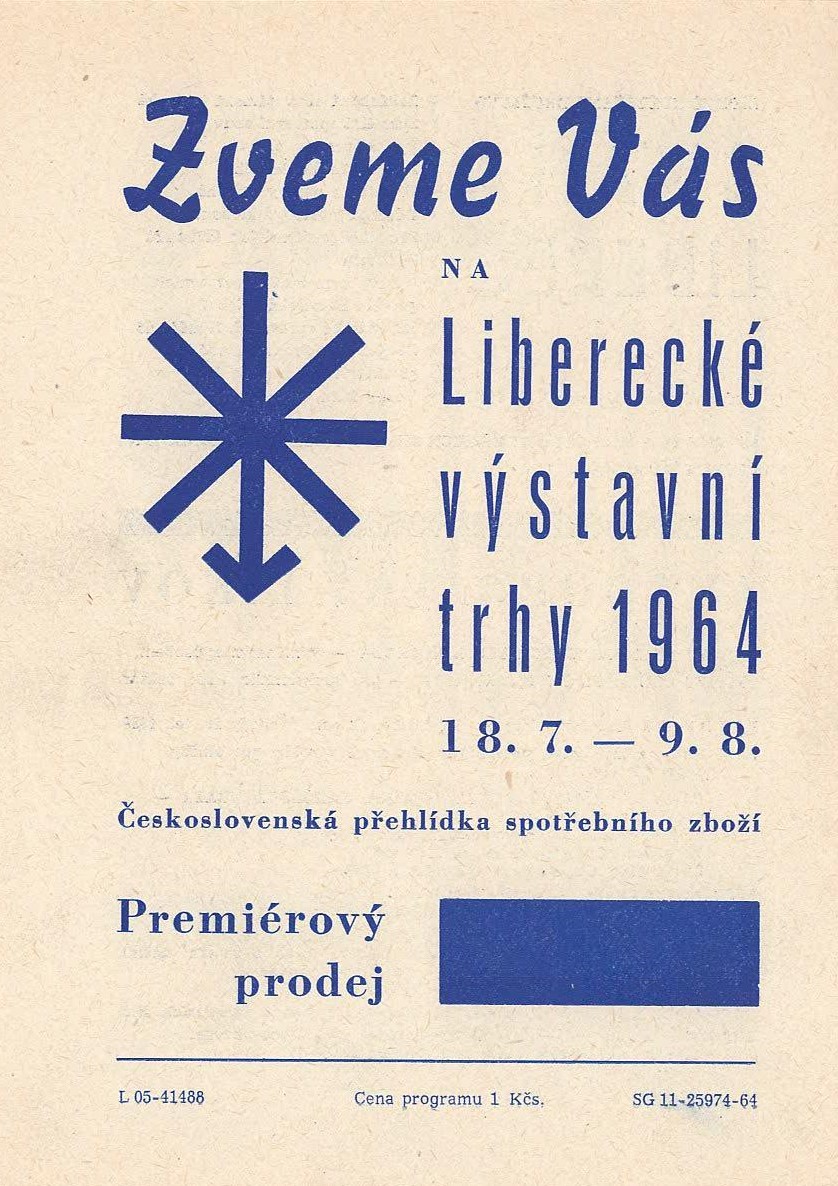 Zveme Vás
NA
Liberecké
výstavní
trhy 1964
18. 7. — 9. 8.
Československá přehlídka spotřebního zboží
Premiérový
prodej
L 05-41488 Cena programu 1 Kčs. SG 11-25974-64